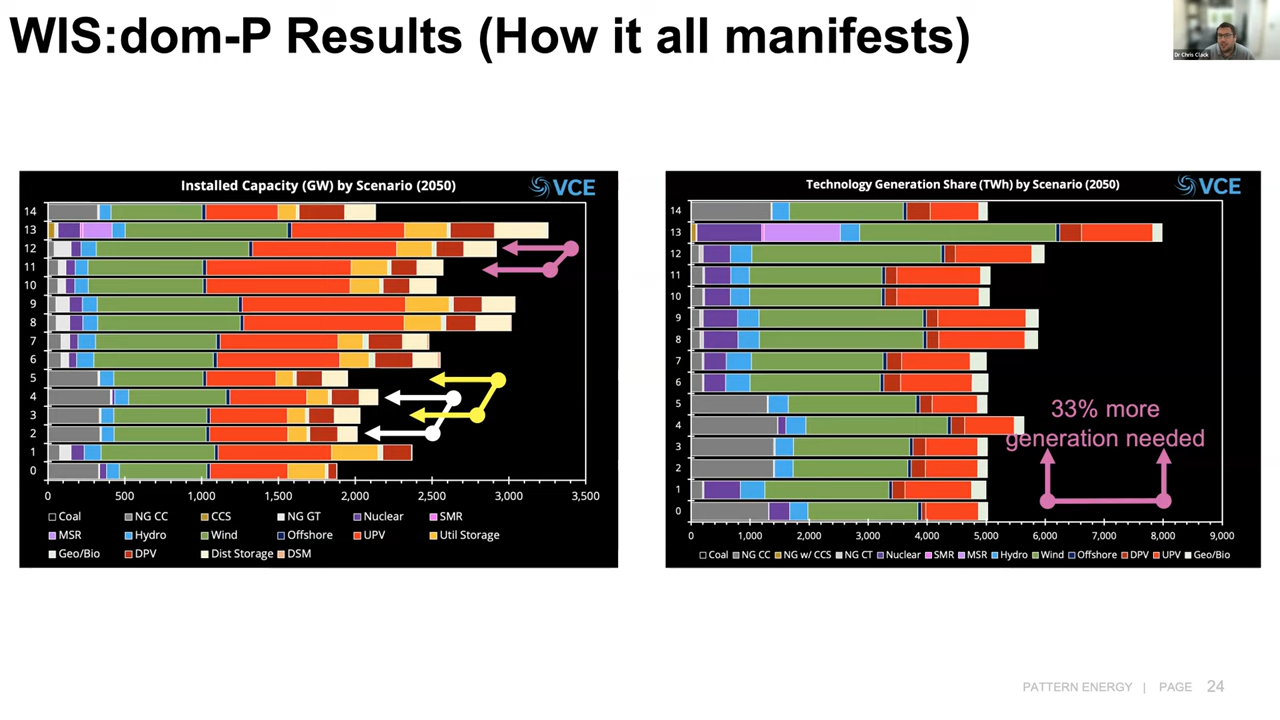 WIS:dom-P Results (How it all manifests)
Dr Chris Clack
Installed Capacity (GW) by Scenario (2050)
VCE
14
13
12
11
10
9
8
7
6
5
4
3
2
1
0
0 500 1,000 1,500 2,000 2,500 3,000 3,500
Coal NG CC CCS NG GT Nuclear SMR
MSR Hydro Wind Offshore UPV Util Storage
Geo/Bio DPV Dist Storage DSM
Technology Generation Share (TWh) by Scenario (2050)
VCE
14
13
12
11
10
9
8
7
6
5
4
3
2
1
0
33% more
generation needed
0 1,000 2,000 3,000 4,000 5,000 6,000 7,000 8,000 9,000
Coal NG CC NG w/ CCS NG CT Nuclear SMR MSR Hydro Wind Offshore DPV UPV Geo/Bio
PATTERN ENERGY | PAGE 24